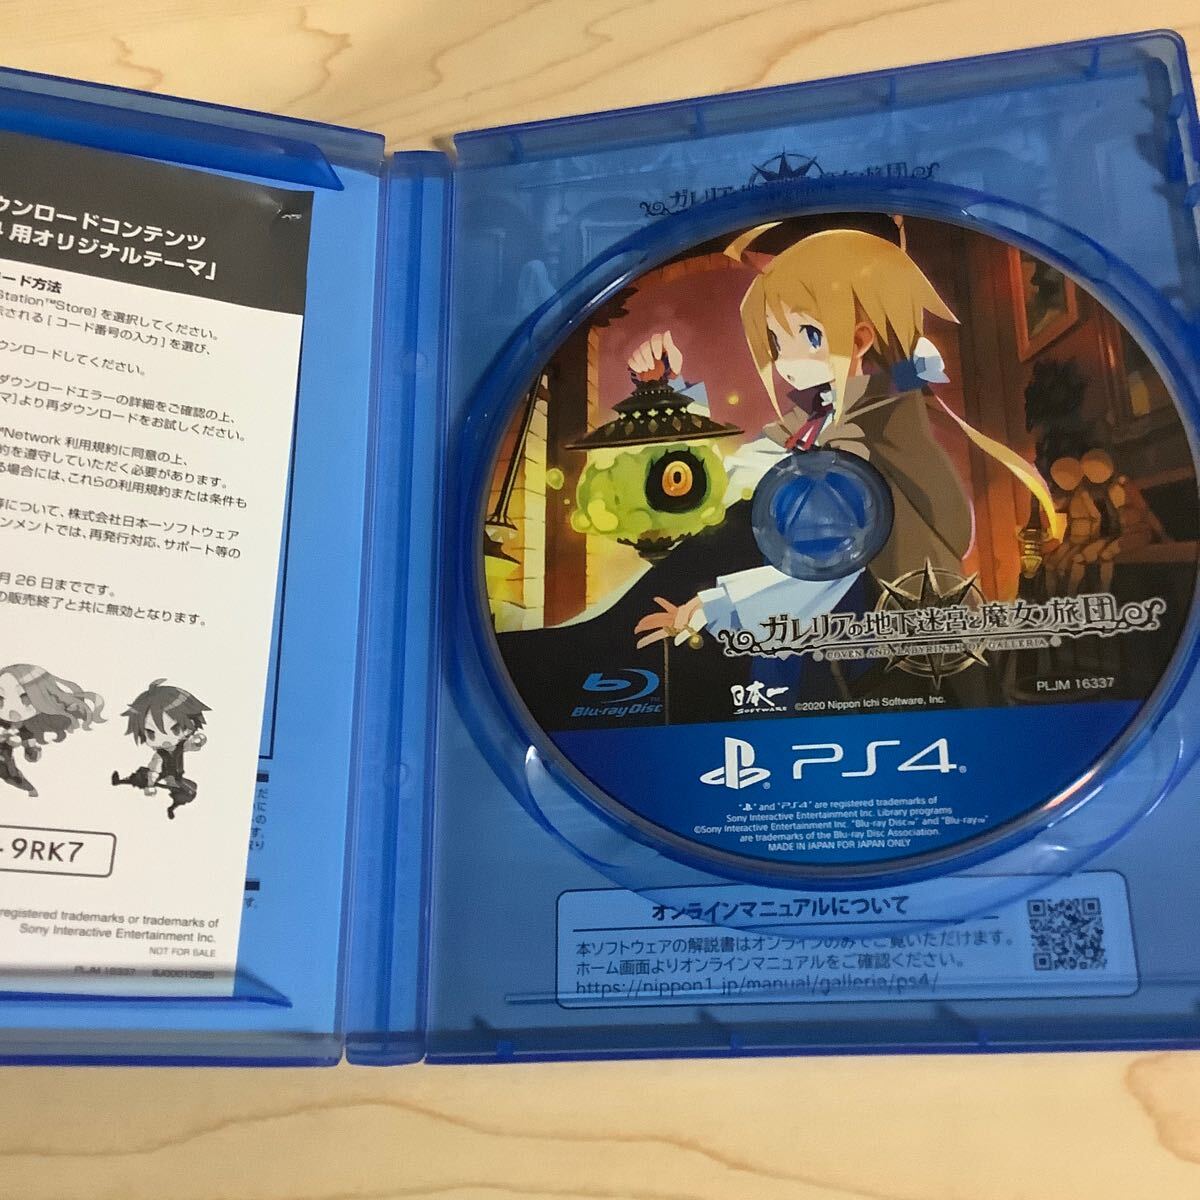 ウンロードコンテンツ
用オリジナルテーマ」
ード方法
Station™Store]を選択してください。
示される[コード番号の入力]を選び、
ウンロードしてください。
ダウンロードエラーの詳細をご確認の上、
マ]より再ダウンロードをお試しください。
™Network 利用規約に同意の上、
約を遵守していただく必要があります。
る場合には、これらの利用規約または条件も
等について、株式会社日本一ソフトウェア
ンメントでは、再発行対応、サポート等の
月26日までです。
の販売終了と共に無効となります。
-9RK7
registered trademarks or trademarks of
Sony Interactive Entertainment Inc.
NOT FOR SALE
PLJM 16337
ガレリアの地下迷宮と魔女ノ旅団
COVEN AND LABYRINTH OF GALLERIA
PLJM 16337
Blu-ray Disc™
日本一
SOFTWARE
©2020 Nippon Ichi Software, Inc.
PS4®
" " and "PS4" are registered trademarks of
Sony Interactive Entertainment Inc. Library programs
©Sony Interactive Entertainment Inc. "Blu-ray Disc™" and "Blu-ray™"
are trademarks of the Blu-ray Disc Association.
MADE IN JAPAN FOR JAPAN ONLY
オンラインマニュアルについて
本ソフトウェアの解説書はオンラインのみでご覧いただけます。
ホーム画面よりオンラインマニュアルをご確認ください。
https://nippon1.jp/manual/galleria/ps4/